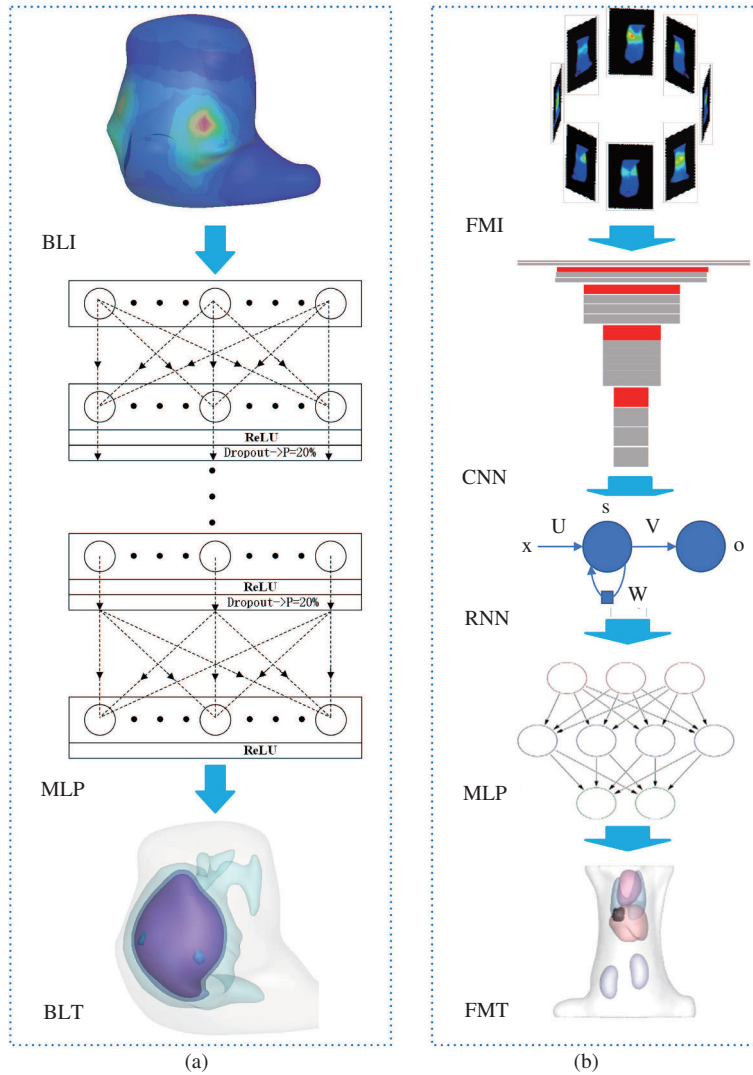 BLI
ReLU
Dropout->P=20%
ReLU
Dropout->P=20%
ReLU
MLP
BLT
(a)
FMI
CNN
s
U
V
x
o
W
RNN
MLP
FMT
(b)